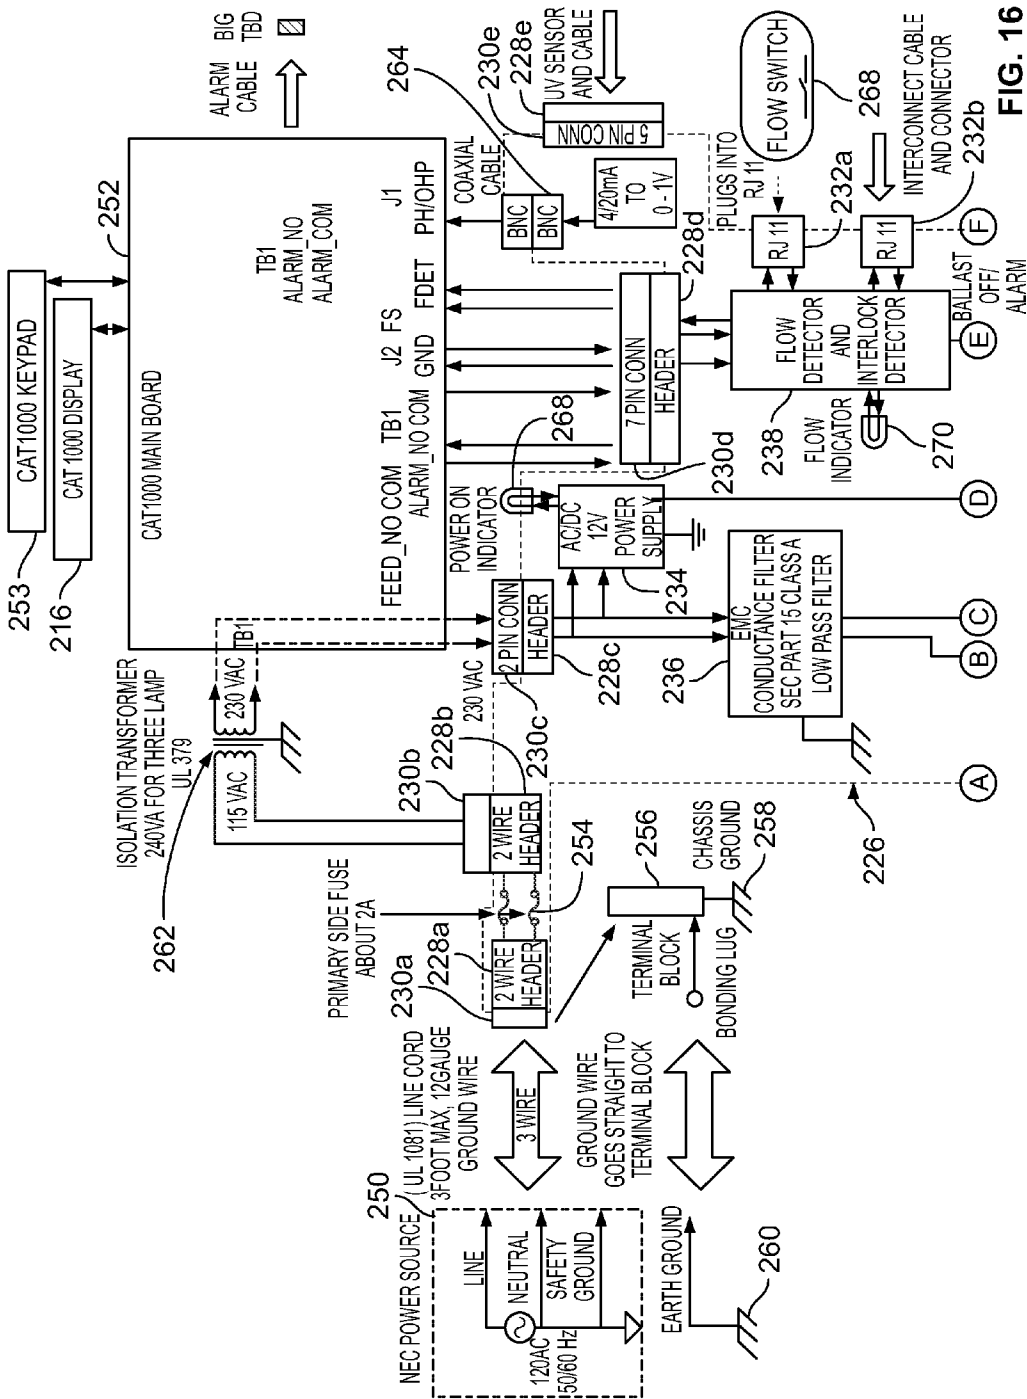 FIG. 16
253
CAT1000 KEYPAD
216
CAT1000 DISPLAY
252
CAT1000 MAIN BOARD
TB1
ALARM_NO
ALARM_COM
FEED_NO COM
ALARM_NO COM
TB1
J2
GND
FS
FDET
J1
PH/OHP
ALARM
CABLE
BIG
TBD
ISOLATION TRANSFORMER
240VA FOR THREE LAMP
UL 379
262
115 VAC
230 VAC
TB1
PRIMARY SIDE FUSE
ABOUT 2A
230a
228a
2 WIRE
HEADER
254
230b
228b
2 WIRE
HEADER
230 VAC
230c
2 PIN CONN
HEADER
228c
POWER ON
INDICATOR
268
AC/DC
12V
POWER
SUPPLY
234
230d
7 PIN CONN
HEADER
228d
COAXIAL
CABLE
264
BNC
BNC
4/20mA
TO
0 - 1V
230e
228e
5 PIN CONN
UV SENSOR
AND CABLE
PLUGS INTO
RJ 11
FLOW SWITCH
268
RJ 11
232a
RJ 11
232b
INTERCONNECT CABLE
AND CONNECTOR
FLOW
DETECTOR
AND
INTERLOCK
DETECTOR
238
FLOW
INDICATOR
270
BALLAST
OFF/
ALARM
236
EMC
CONDUCTANCE FILTER
SEC PART 15 CLASS A
LOW PASS FILTER
NEC POWER SOURCE
250
LINE
NEUTRAL
SAFETY
GROUND
120AC
50/60 Hz
( UL 1081) LINE CORD
3FOOT MAX, 12GAUGE
GROUND WIRE
3 WIRE
GROUND WIRE
GOES STRAIGHT TO
TERMINAL BLOCK
EARTH GROUND
260
TERMINAL
BLOCK
256
BONDING LUG
CHASSIS
GROUND
258
226
A
B
C
D
E
F